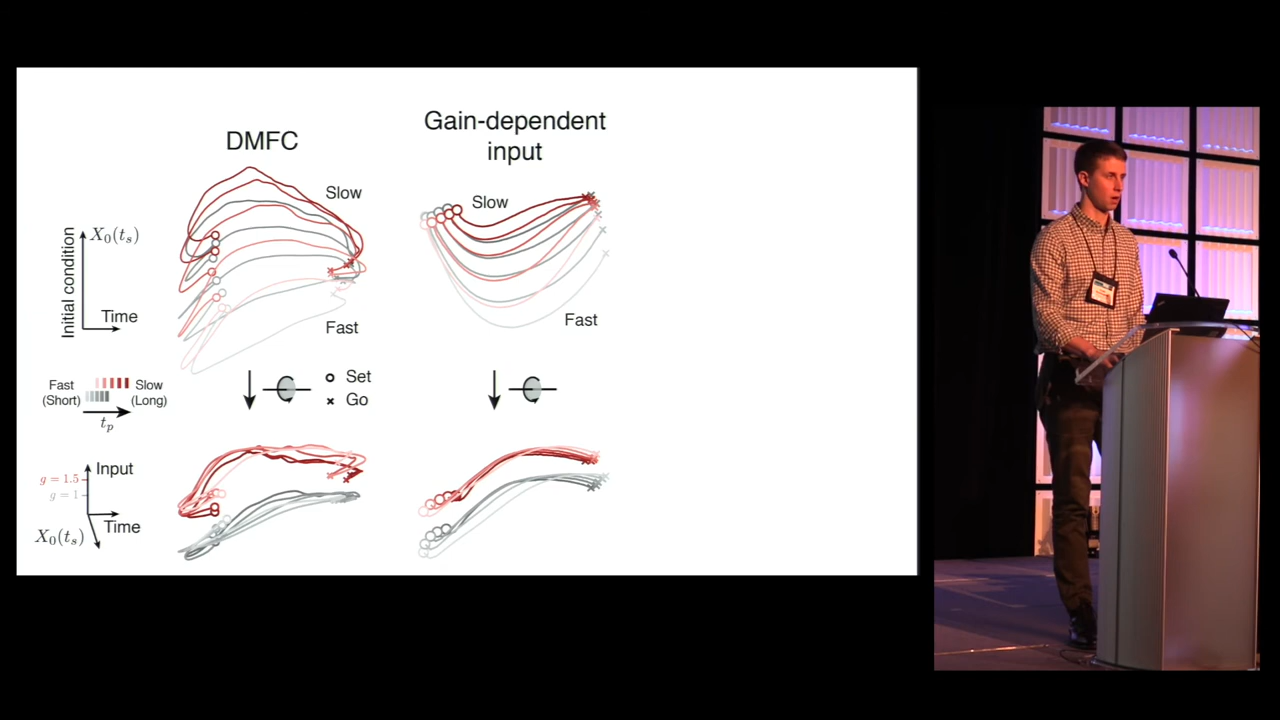 DMFC
Gain-dependent
input
Slow
Slow
X₀(tₛ)
Initial condition
Time
Fast
Fast
Fast
(Short)
Slow
(Long)
tₚ
Set
Go
Input
g = 1.5
g = 1
Time
X₀(tₛ)